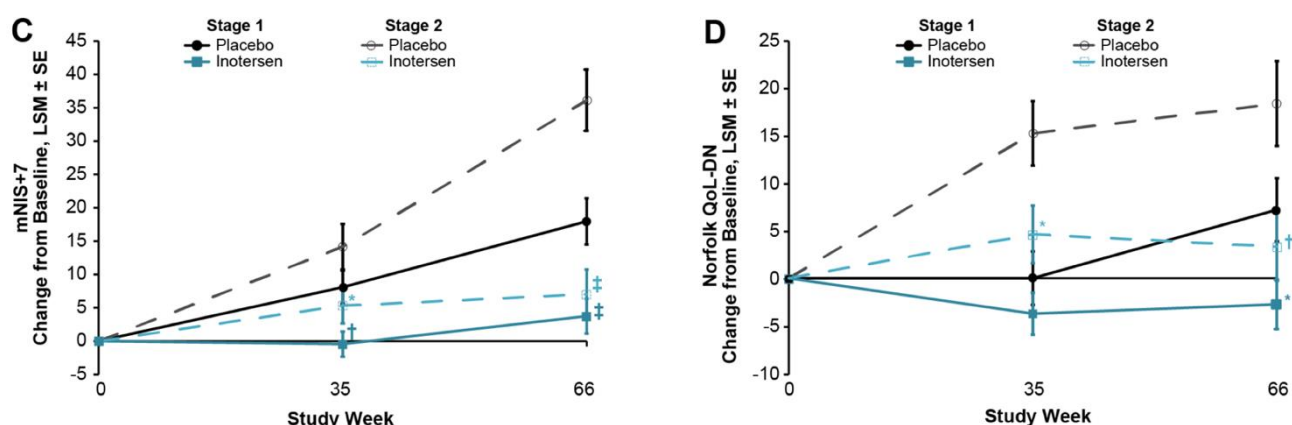 C
Stage 1 Stage 2
Placebo Placebo
Inotersen Inotersen
mNIS+7
Change from Baseline, LSM ± SE
45
40
35
30
25
20
15
10
5
0
-5
*
†
‡
‡
0 35 66
Study Week
D
Stage 1 Stage 2
Placebo Placebo
Inotersen Inotersen
Norfolk QoL-DN
Change from Baseline, LSM ± SE
25
20
15
10
5
0
-5
-10
*
†
*
0 35 66
Study Week